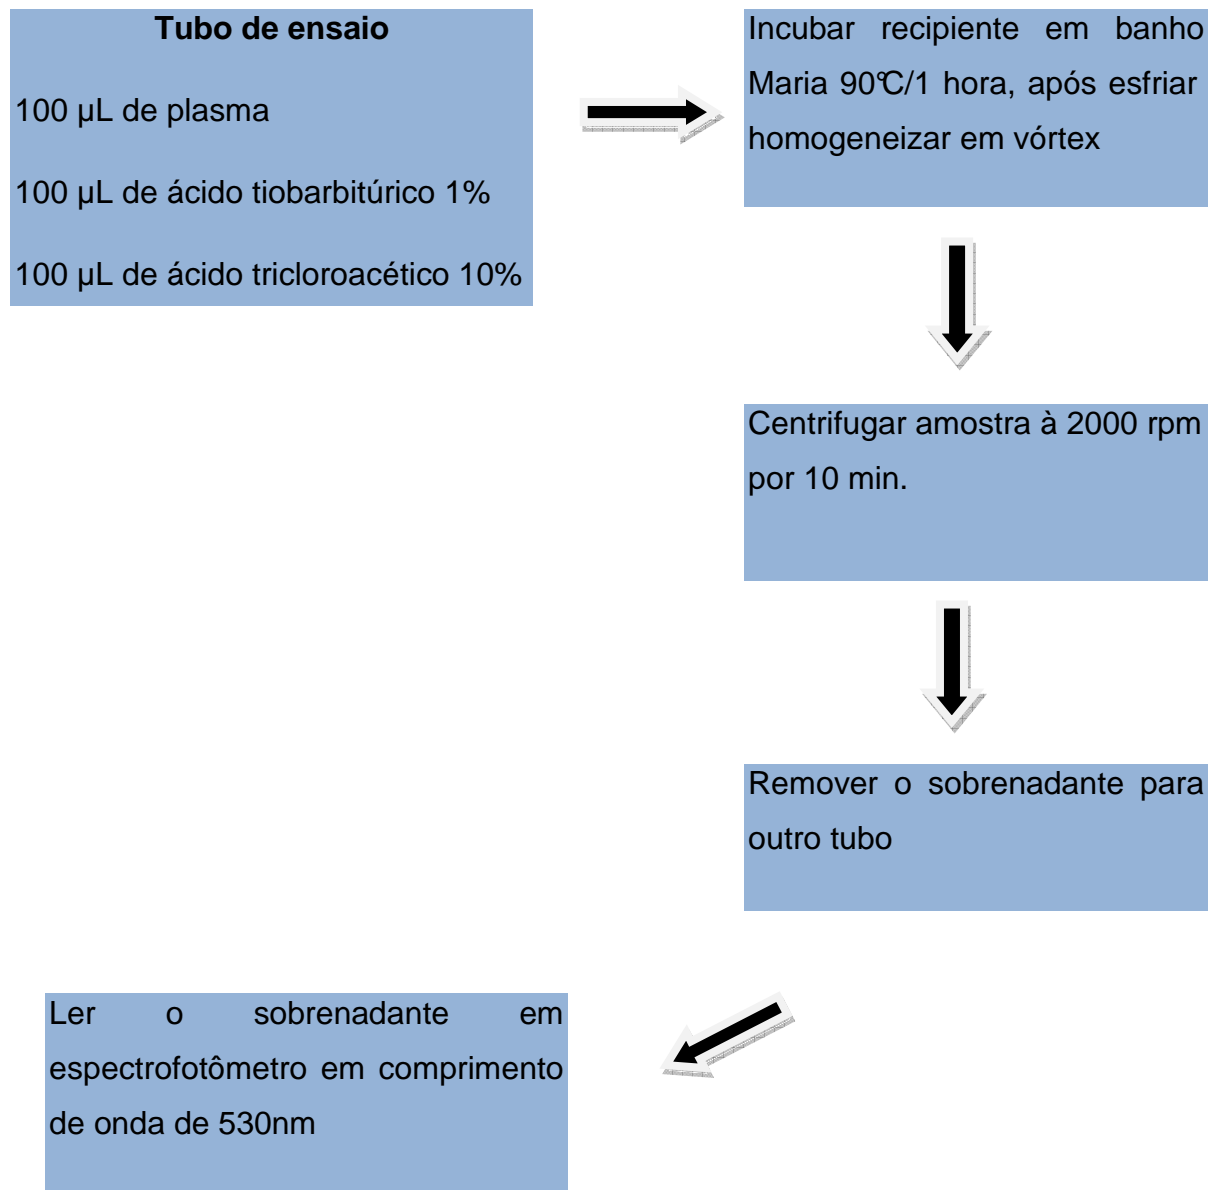 Tubo de ensaio
100 µL de plasma
100 µL de ácido tiobarbitúrico 1%
100 µL de ácido tricloroacético 10%
Incubar recipiente em banho
Maria 90℃/1 hora, após esfriar
homogeneizar em vórtex
Centrifugar amostra à 2000 rpm
por 10 min.
Remover o sobrenadante para
outro tubo
Ler o sobrenadante em
espectrofotômetro em comprimento
de onda de 530nm